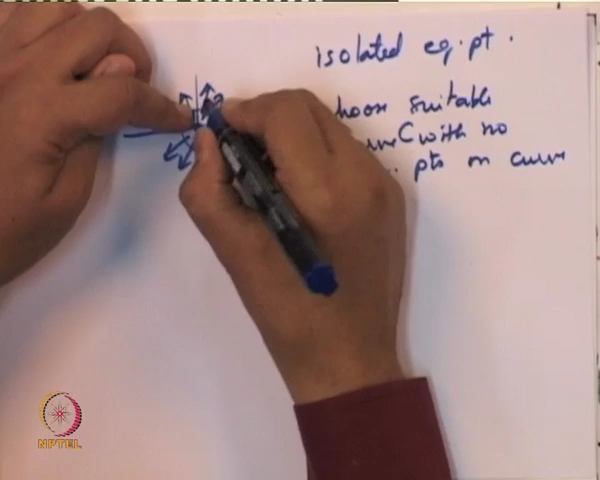 isolated eq. pt.
hoose suitable
C with no
pts on curve
NPTEL